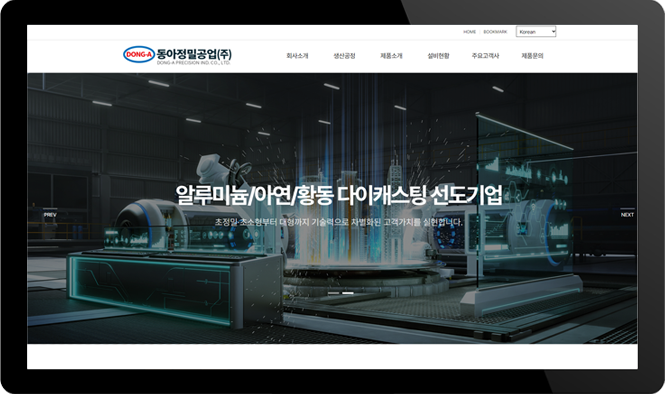 HOME BOOKMARK Korean
DONG-A 동아정밀공업(주)
DONG-A PRECISION IND. CO., LTD.
회사소개 생산공정 제품소개 설비현황 주요고객사 제품문의
알루미늄/아연/황동 다이캐스팅 선도기업
초정밀·초소형부터 대형까지 기술력으로 차별화된 고객가치를 실현합니다.
PREV NEXT